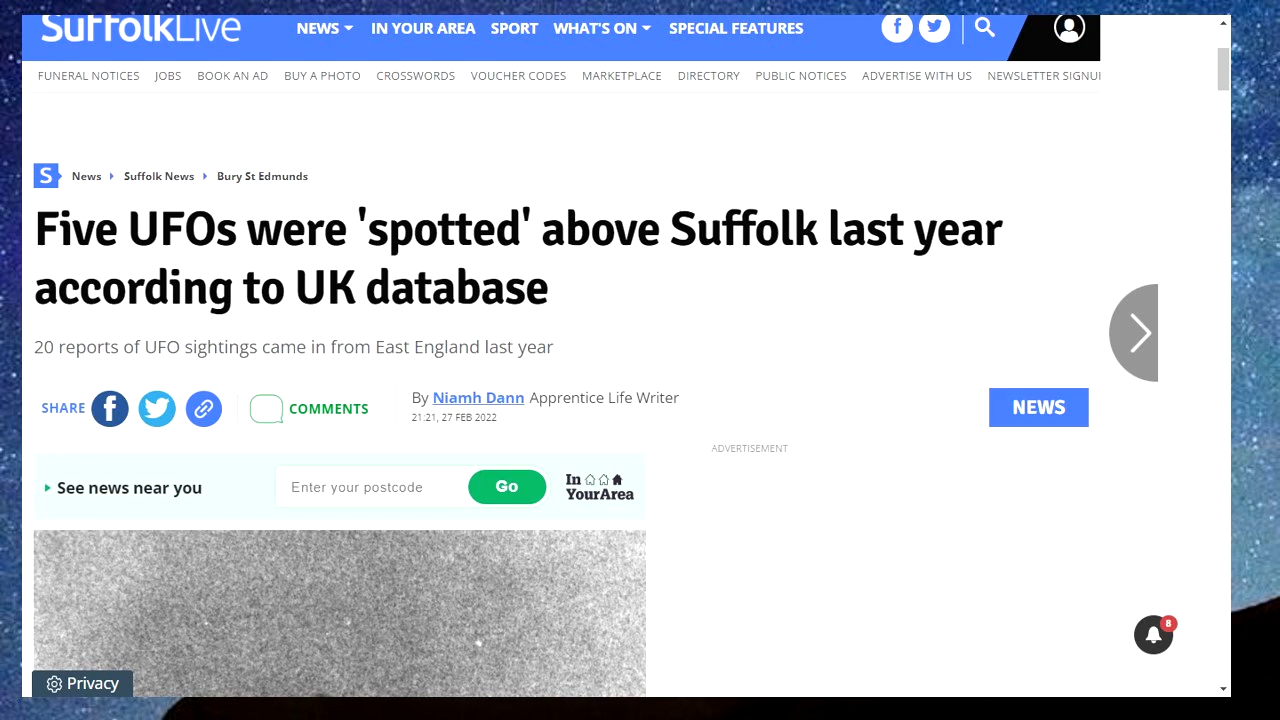 SuffolkLive
NEWS IN YOUR AREA SPORT WHAT'S ON SPECIAL FEATURES
FUNERAL NOTICES JOBS BOOK AN AD BUY A PHOTO CROSSWORDS VOUCHER CODES MARKETPLACE DIRECTORY PUBLIC NOTICES ADVERTISE WITH US NEWSLETTER SIGNU
S News Suffolk News Bury St Edmunds
Five UFOs were 'spotted' above Suffolk last year
according to UK database
20 reports of UFO sightings came in from East England last year
SHARE COMMENTS
By Niamh Dann Apprentice Life Writer
21:21, 27 FEB 2022
NEWS
ADVERTISEMENT
See news near you
Enter your postcode
Go
In
YourArea
8
Privacy